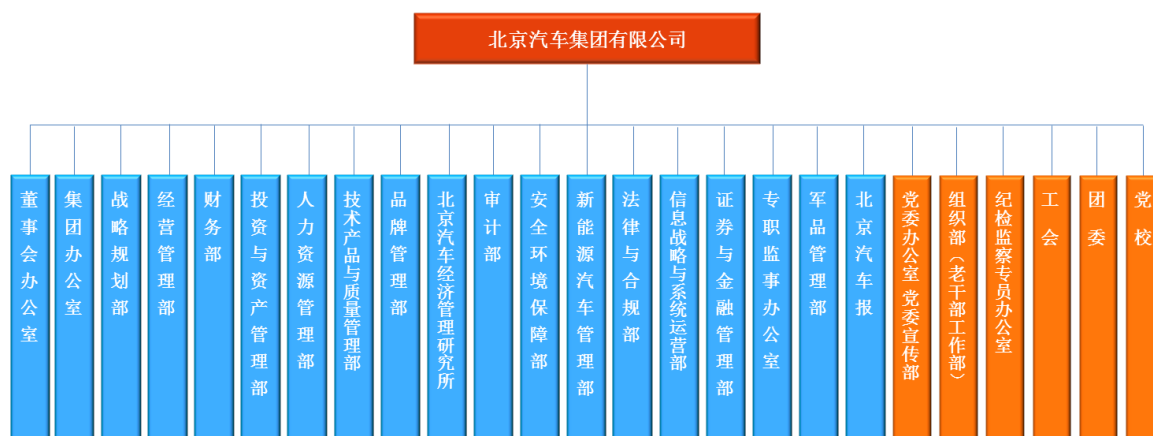 北京汽车集团有限公司
董事会办公室
集团办公室
战略规划部
经营管理部
财务部
投资与资产管理部
人力资源管理部
技术产品与质量管理部
品牌管理部
北京汽车经济管理研究所
审计部
安全环境保障部
新能源汽车管理部
法律与合规部
信息战略与系统运营部
证券与金融管理部
专职监事办公室
军品管理部
北京汽车报
党委办公室 党委宣传部
组织部（老干部工作部）
纪检监察专员办公室
工会
团委
党校